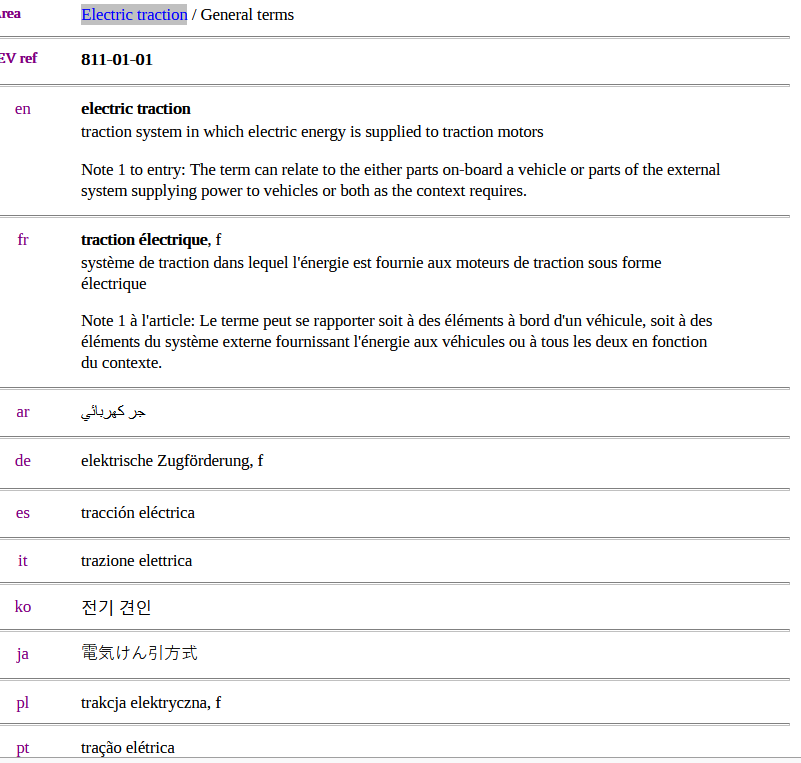 Area Electric traction / General terms
IEV ref 811-01-01
en electric traction
traction system in which electric energy is supplied to traction motors
Note 1 to entry: The term can relate to the either parts on-board a vehicle or parts of the external
system supplying power to vehicles or both as the context requires.
fr traction électrique, f
système de traction dans lequel l'énergie est fournie aux moteurs de traction sous forme
électrique
Note 1 à l'article: Le terme peut se rapporter soit à des éléments à bord d'un véhicule, soit à des
éléments du système externe fournissant l'énergie aux véhicules ou à tous les deux en fonction
du contexte.
ar جر كهربائي
de elektrische Zugförderung, f
es tracción eléctrica
it trazione elettrica
ko 전기 견인
ja 電気けん引方式
pl trakcja elektryczna, f
pt tração elétrica